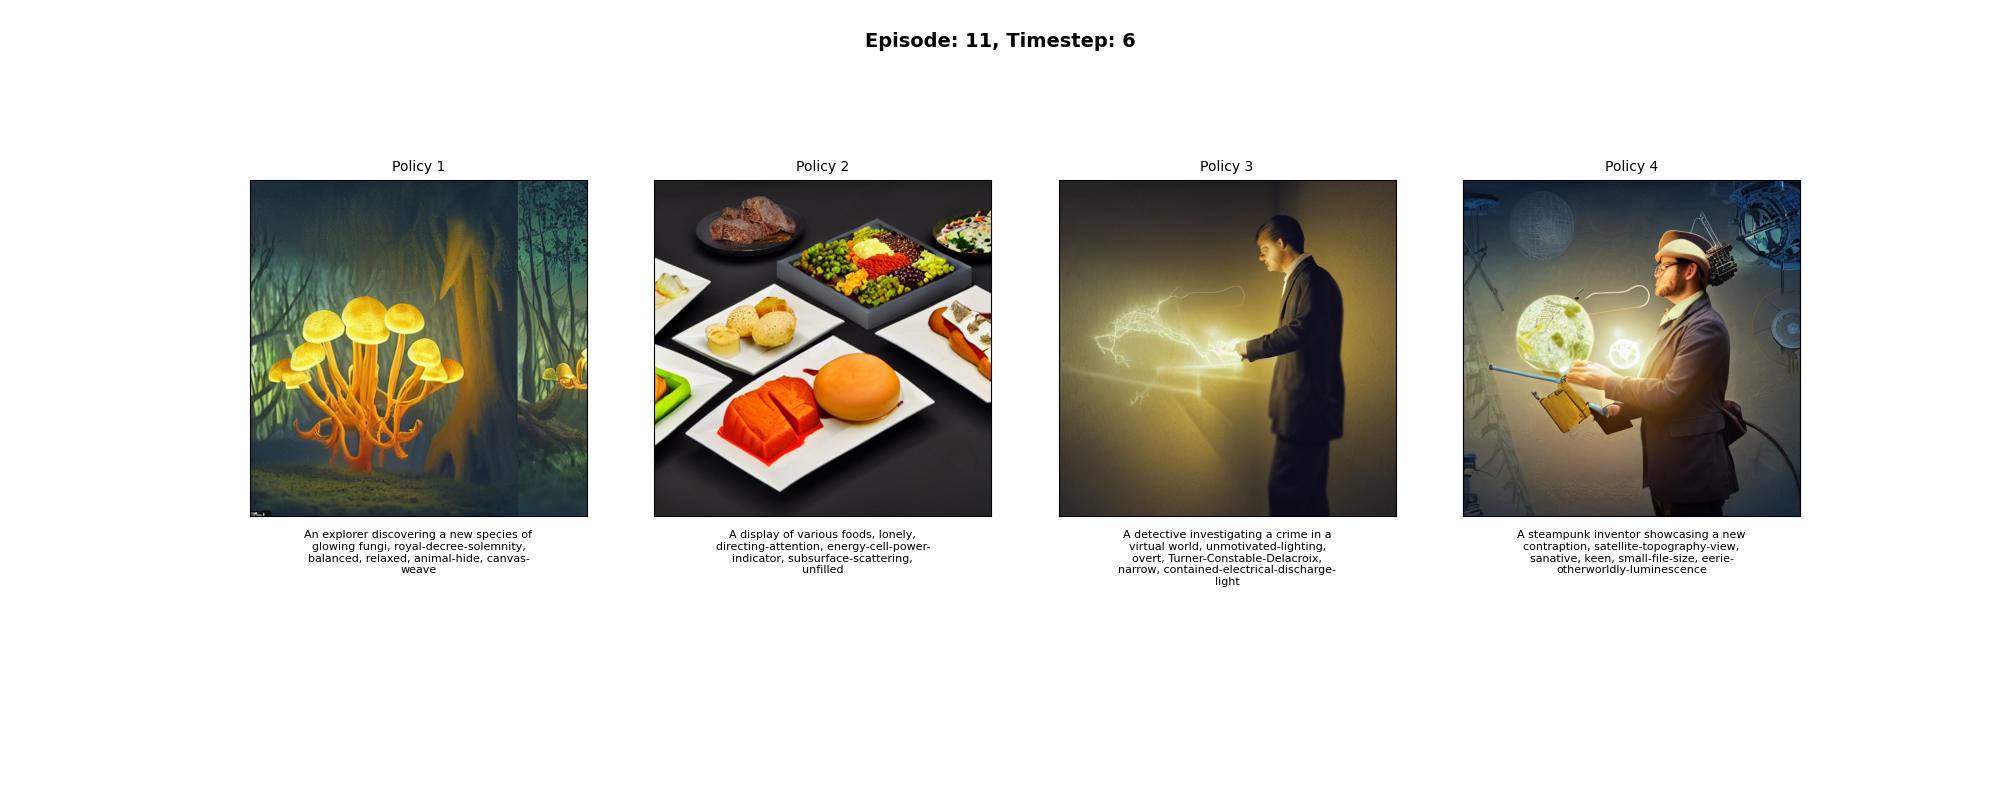 Episode: 11, Timestep: 6
Policy 1
An explorer discovering a new species of
glowing fungi, royal-decree-solemnity,
balanced, relaxed, animal-hide, canvas-
weave
Policy 2
A display of various foods, lonely,
directing-attention, energy-cell-power-
indicator, subsurface-scattering,
unfilled
Policy 3
A detective investigating a crime in a
virtual world, unmotivated-lighting,
overt, Turner-Constable-Delacroix,
narrow, contained-electrical-discharge-
light
Policy 4
A steampunk inventor showcasing a new
contraption, satellite-topography-view,
sanative, keen, small-file-size, eerie-
otherworldly-luminescence